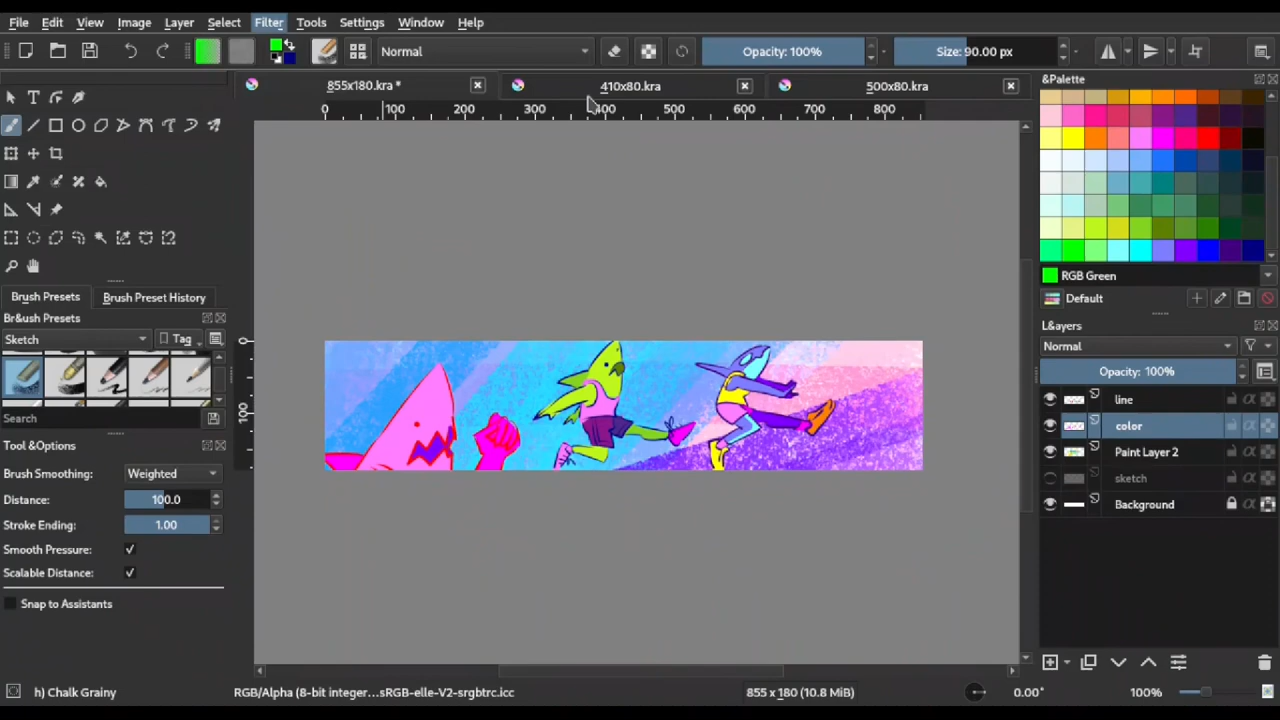 File Edit View Image Layer Select Filter Tools Settings Window Help
Normal Opacity: 100% Size: 90.00 px
855x180.kra * 410x80.kra 500x80.kra
0 100 200 300 400 500 600 700 800
0
100
&Palette
RGB Green
Default
L&ayers
Normal
Opacity: 100%
line
color
Paint Layer 2
sketch
Background
Brush Presets Brush Preset History
Br&ush Presets
Sketch Tag
Search
Tool &Options
Brush Smoothing: Weighted
Distance: 100.0
Stroke Ending: 1.00
Smooth Pressure:
Scalable Distance:
Snap to Assistants
h) Chalk Grainy RGB/Alpha (8-bit integer...sRGB-elle-V2-srgbtrc.icc 855 x 180 (10.8 MiB) 0.00° 100%